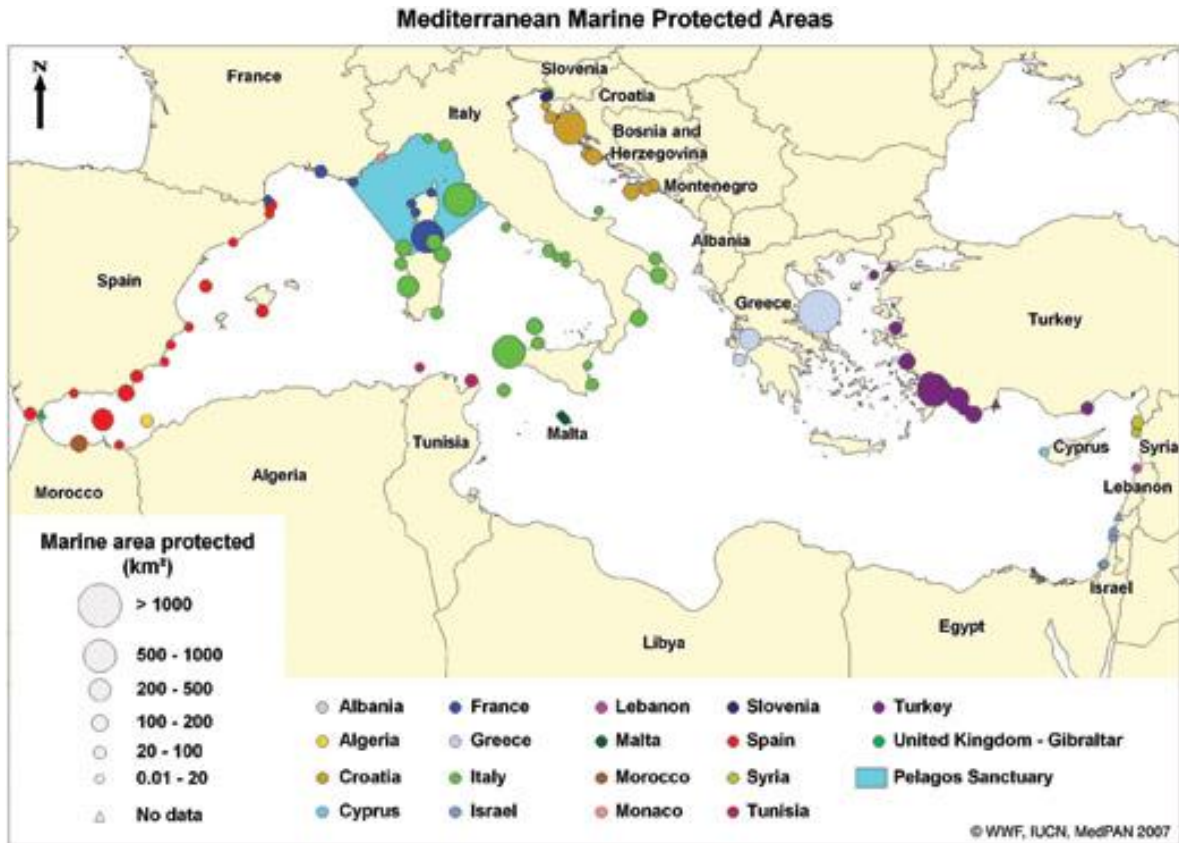 Mediterranean Marine Protected Areas
N
France
Slovenia
Croatia
Italy
Bosnia and
Herzegovina
Montenegro
Albania
Spain
Greece
Turkey
Malta
Tunisia
Cyprus
Syria
Lebanon
Algeria
Morocco
Israel
Egypt
Libya
Marine area protected
(km²)
> 1000
500 - 1000
200 - 500
100 - 200
20 - 100
0.01 - 20
No data
Albania
Algeria
Croatia
Cyprus
France
Greece
Italy
Israel
Lebanon
Malta
Morocco
Monaco
Slovenia
Spain
Syria
Tunisia
Turkey
United Kingdom - Gibraltar
Pelagos Sanctuary
© WWF, IUCN, MedPAN 2007